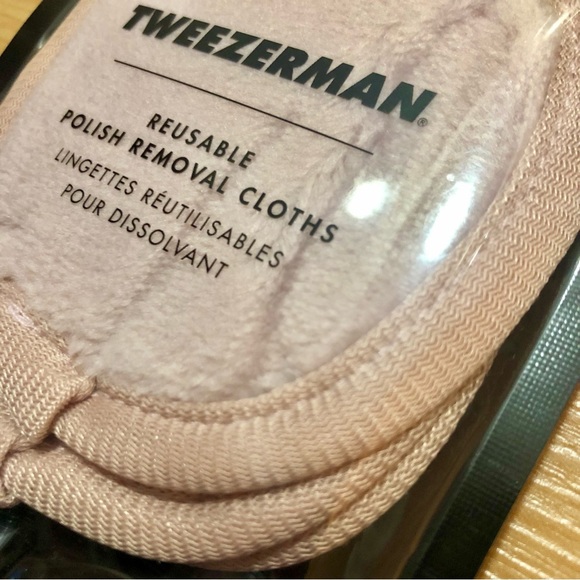 TWEEZERMAN®
REUSABLE
POLISH REMOVAL CLOTHS
LINGETTES RÉUTILISABLES
POUR DISSOLVANT